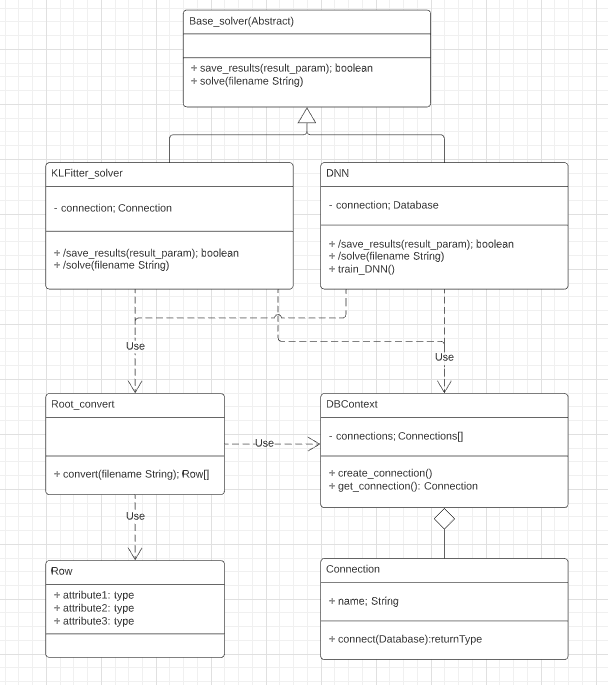 Base_solver(Abstract)
+ save_results(result_param); boolean
+ solve(filename String)
KLFitter_solver
- connection; Connection
+ /save_results(result_param); boolean
+ /solve(filename String)
DNN
- connection; Database
+ /save_results(result_param); boolean
+ /solve(filename String)
+ train_DNN()
Use
Use
Root_convert
+ convert(filename String); Row[]
Use
DBContext
- connections; Connections[]
+ create_connection()
+ get_connection(): Connection
Use
Row
+ attribute1: type
+ attribute2: type
+ attribute3: type
Connection
+ name; String
+ connect(Database):returnType